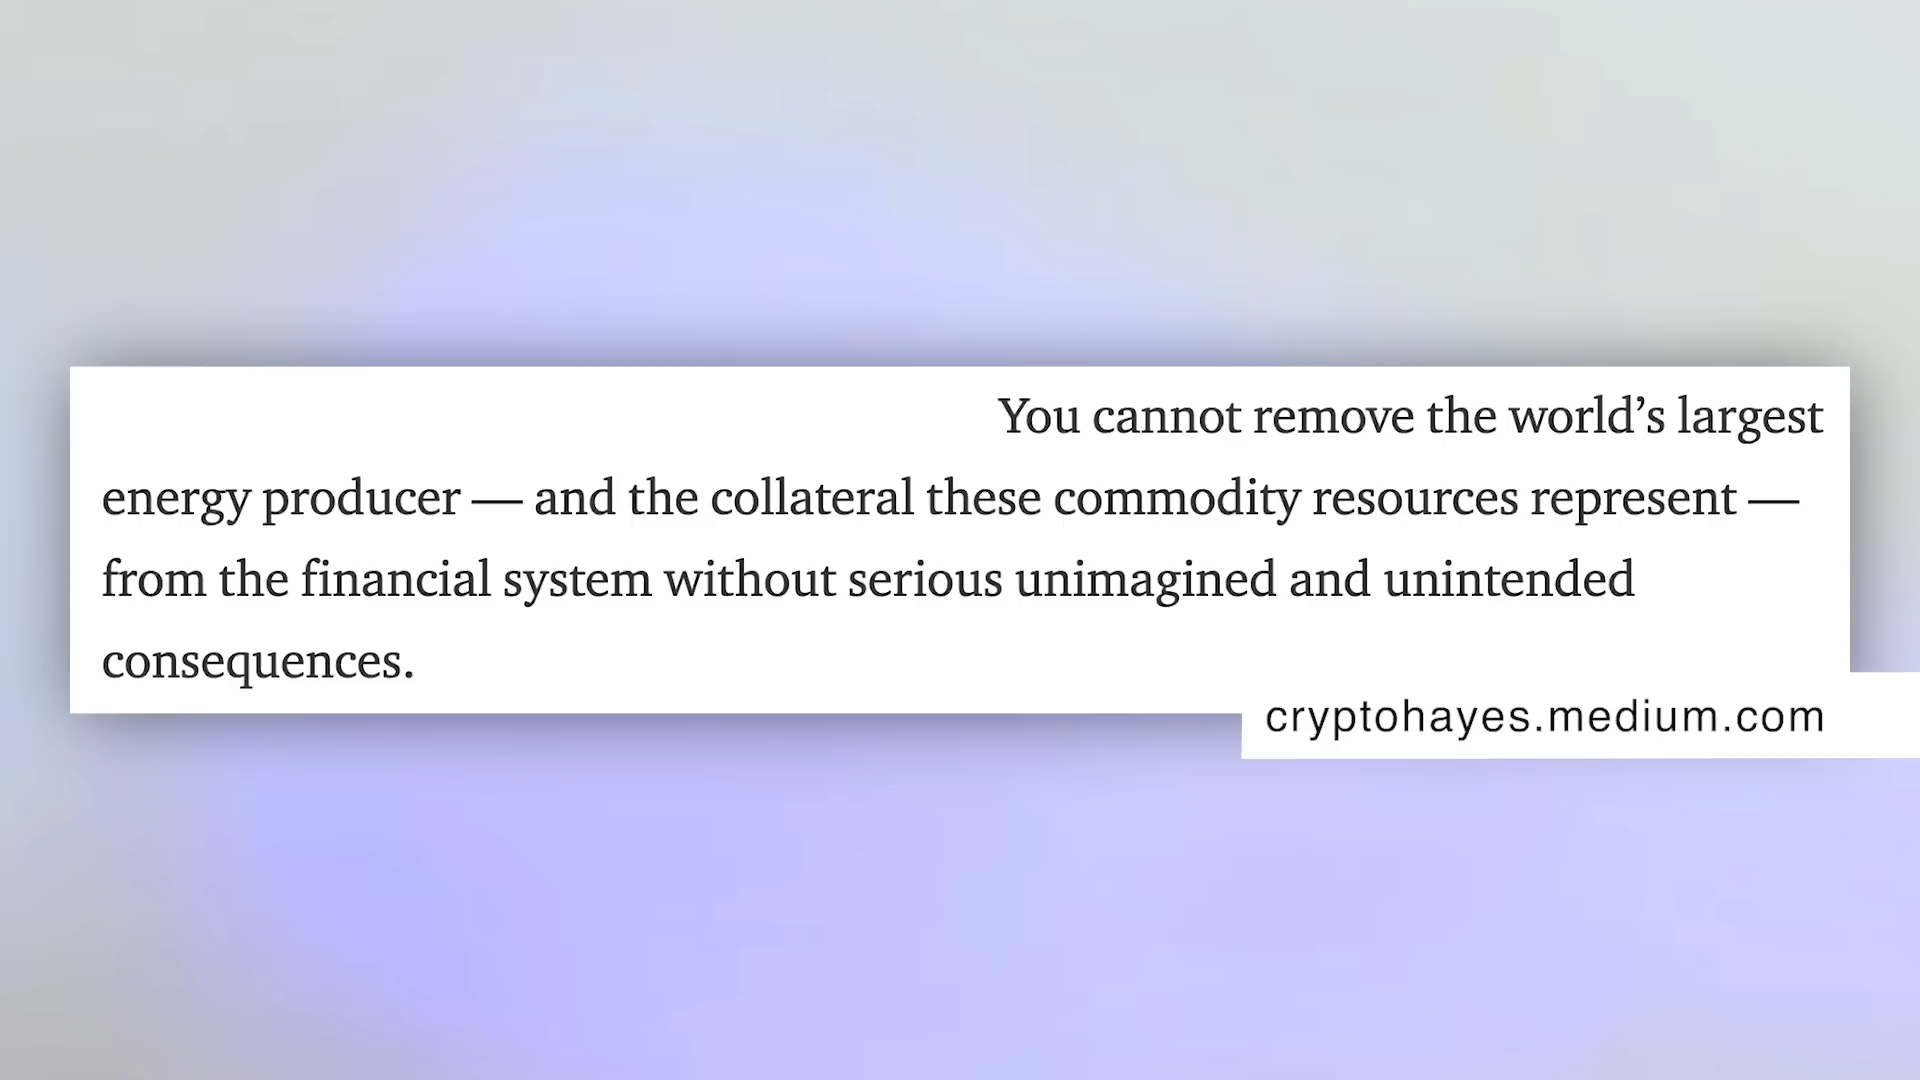 You cannot remove the world’s largest
energy producer — and the collateral these commodity resources represent —
from the financial system without serious unimagined and unintended
consequences.
cryptohayes.medium.com